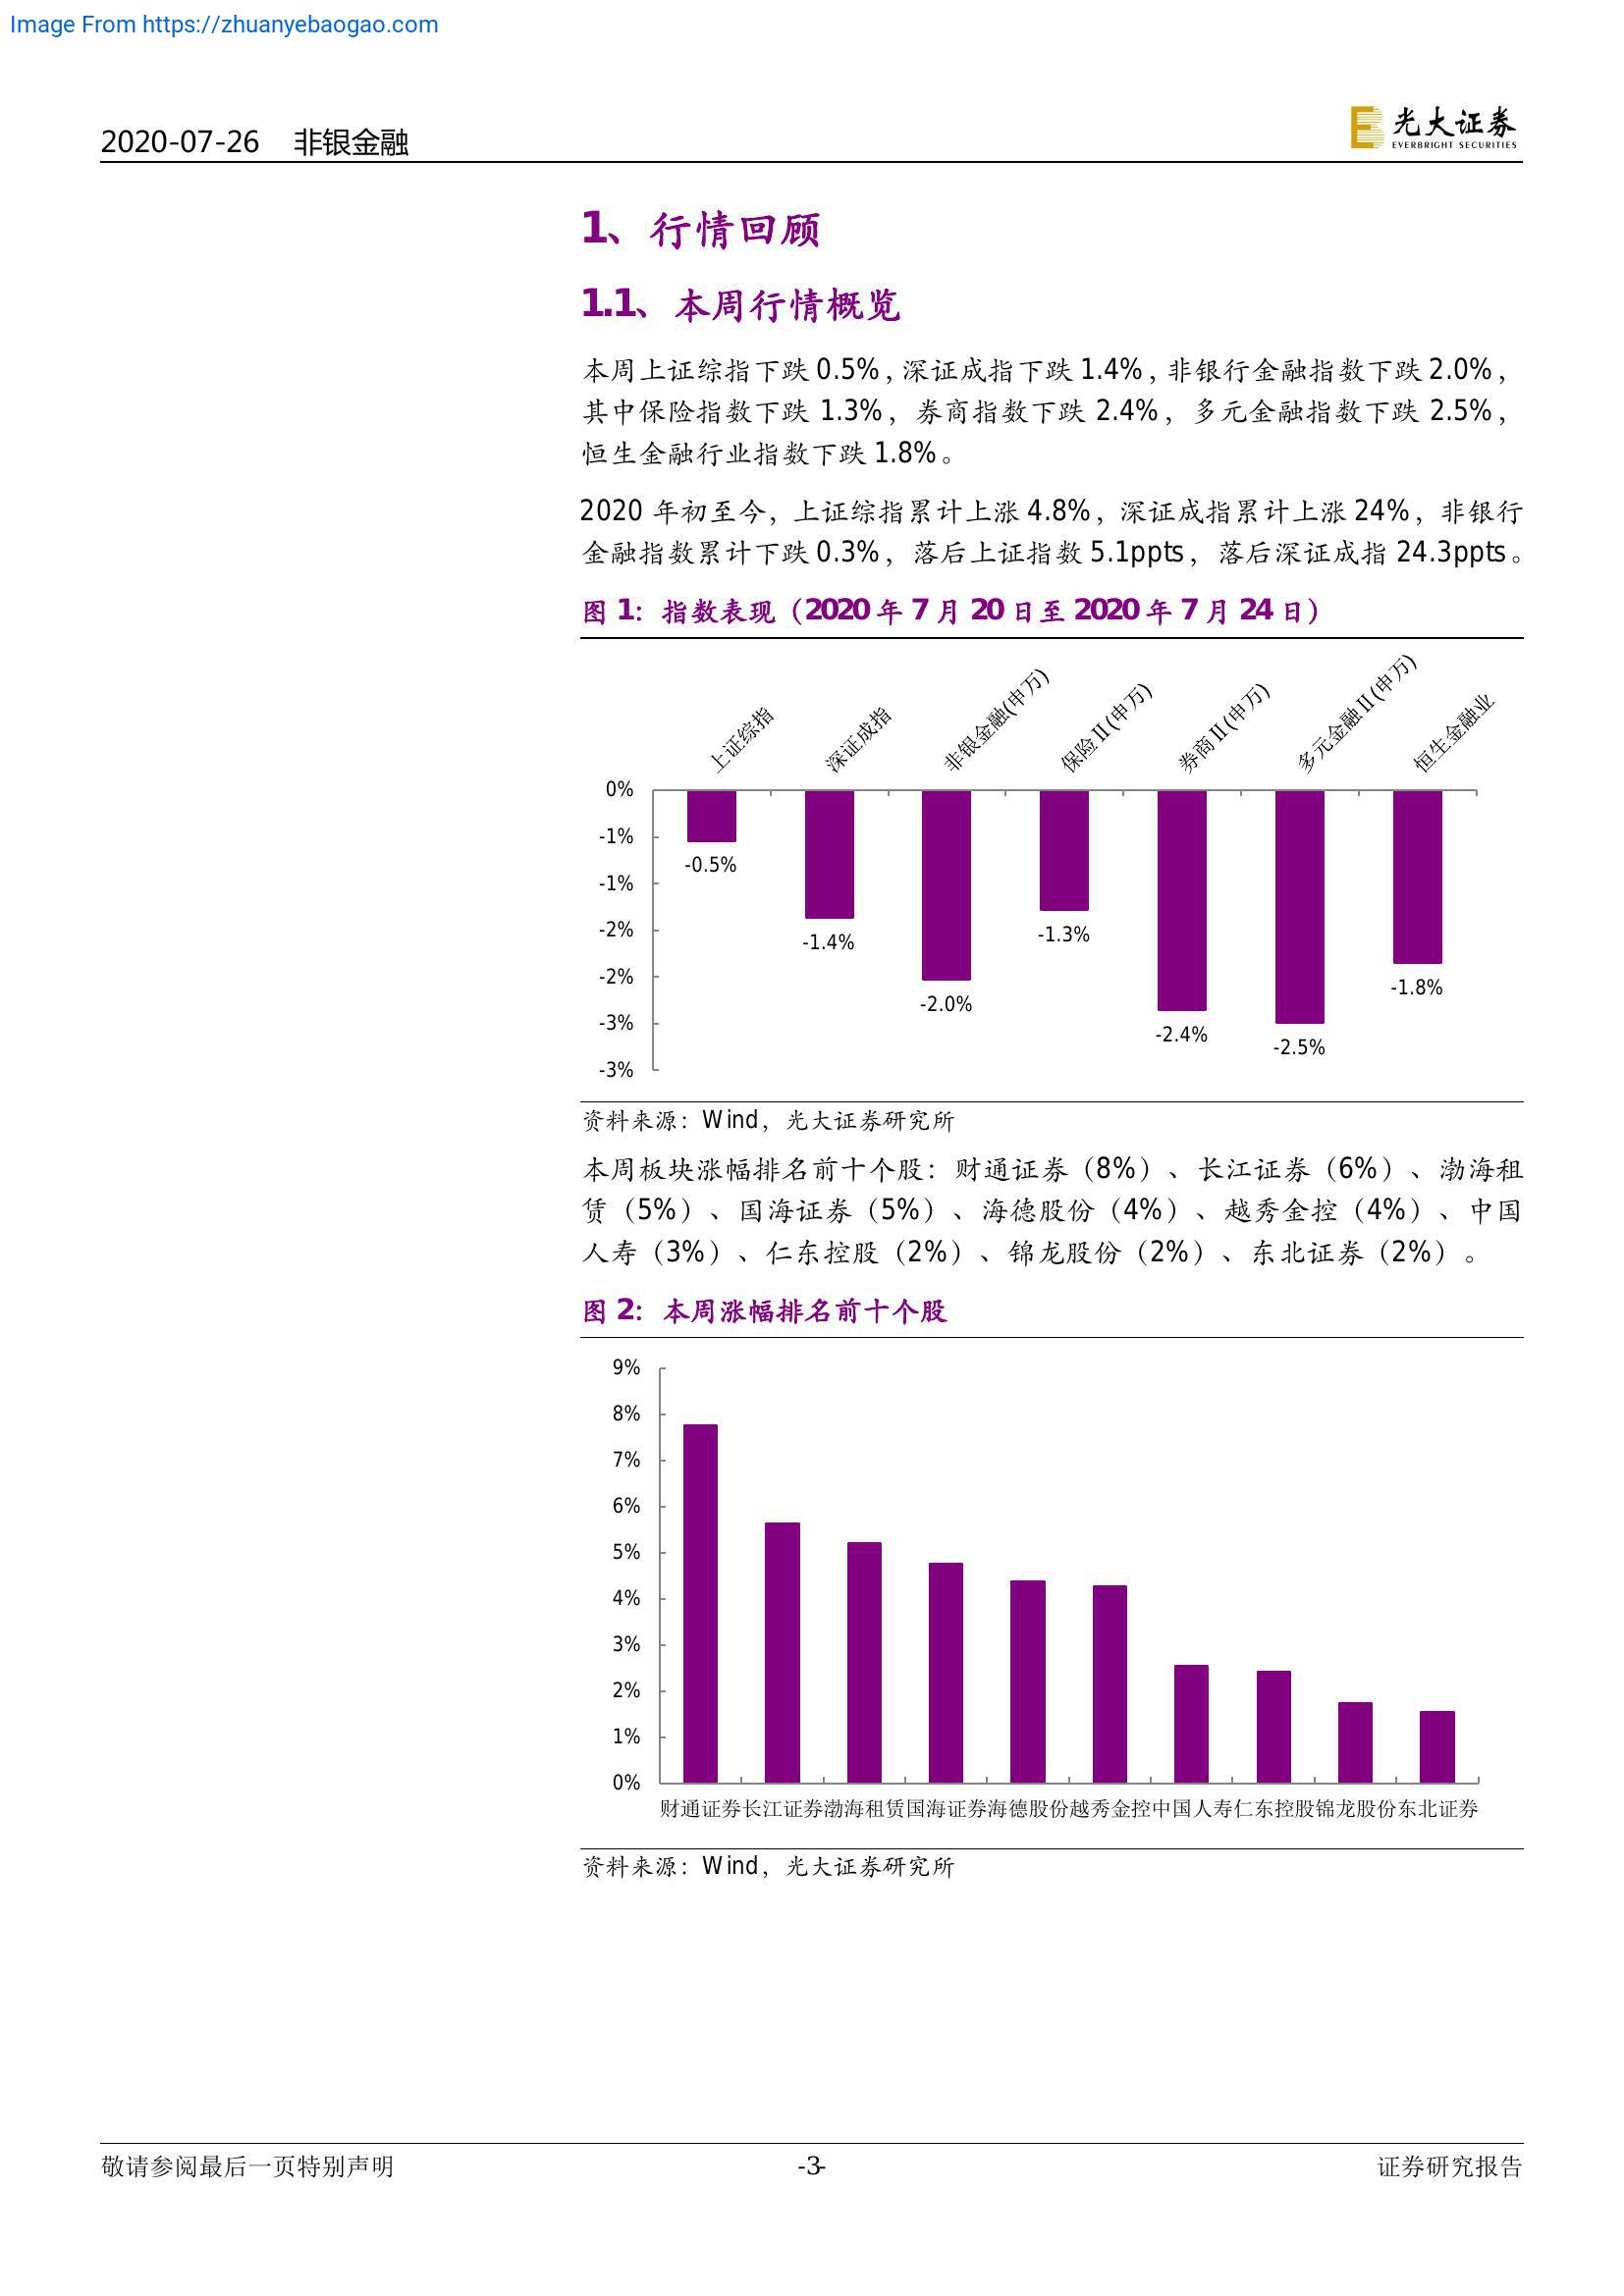 Image From https://zhuanyebaogao.com
2020-07-26 非银金融
光大证券
EVERBRIGHT SECURITIES
1、行情回顾
1.1、本周行情概览
本周上证综指下跌 0.5%，深证成指下跌 1.4%，非银行金融指数下跌 2.0%，
其中保险指数下跌 1.3%，券商指数下跌 2.4%，多元金融指数下跌 2.5%，
恒生金融行业指数下跌 1.8%。
2020 年初至今，上证综指累计上涨 4.8%，深证成指累计上涨 24%，非银行
金融指数累计下跌 0.3%，落后上证指数 5.1ppts，落后深证成指 24.3ppts。
图 1：指数表现（2020 年 7 月 20 日至 2020 年 7 月 24 日）
上证综指 深证成指 非银金融(申万) 保险II(申万) 券商II(申万) 多元金融II(申万) 恒生金融业
0%
-1%
-1%
-2%
-2%
-3%
-3%
-0.5% -1.4% -2.0% -1.3% -2.4% -2.5% -1.8%
资料来源：Wind，光大证券研究所
本周板块涨幅排名前十个股：财通证券（8%）、长江证券（6%）、渤海租
赁（5%）、国海证券（5%）、海德股份（4%）、越秀金控（4%）、中国
人寿（3%）、仁东控股（2%）、锦龙股份（2%）、东北证券（2%）。
图 2：本周涨幅排名前十个股
9%
8%
7%
6%
5%
4%
3%
2%
1%
0%
财通证券 长江证券 渤海租赁 国海证券 海德股份 越秀金控 中国人寿 仁东控股 锦龙股份 东北证券
资料来源：Wind，光大证券研究所
敬请参阅最后一页特别声明 -3- 证券研究报告